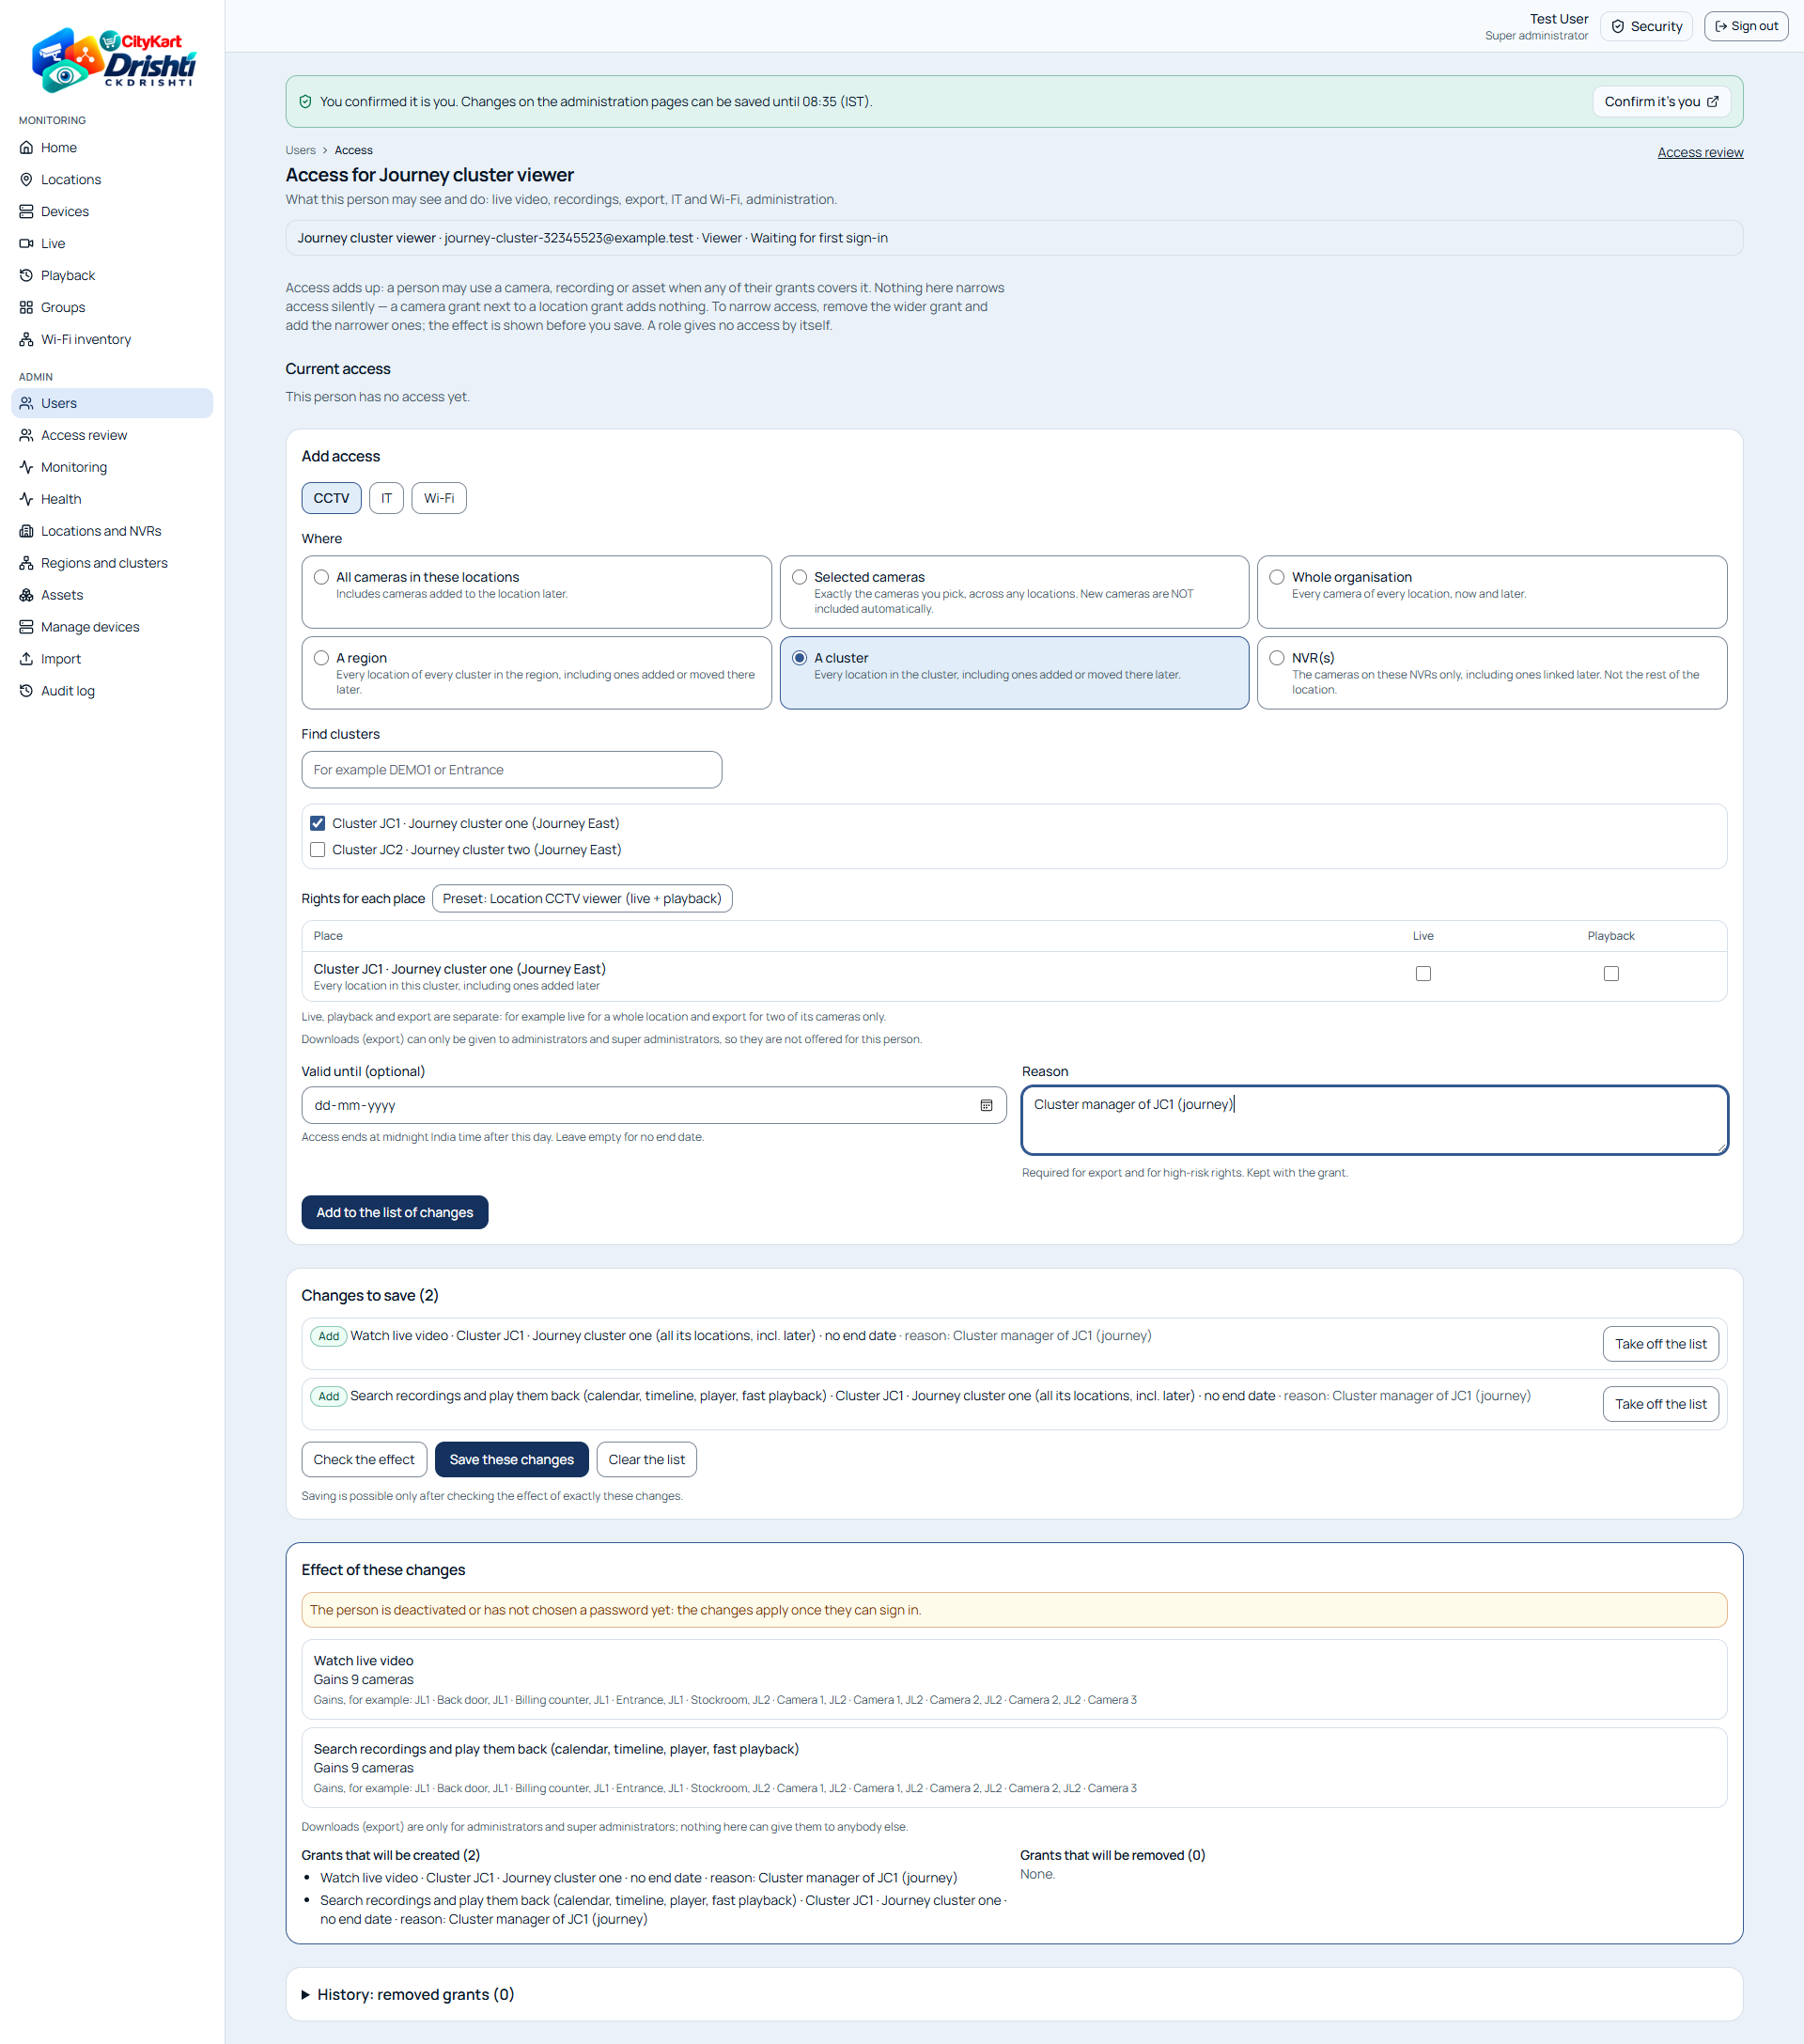 CityKart
Drishti
CKDRISHTI
MONITORING
Home
Locations
Devices
Live
Playback
Groups
Wi-Fi inventory
ADMIN
Users
Access review
Monitoring
Health
Locations and NVRs
Regions and clusters
Assets
Manage devices
Import
Audit log
Test User
Super administrator
Security
Sign out
You confirmed it is you. Changes on the administration pages can be saved until 08:35 (IST).
Confirm it's you
Users > Access
Access review
Access for Journey cluster viewer
What this person may see and do: live video, recordings, export, IT and Wi-Fi, administration.
Journey cluster viewer · journey-cluster-32345523@example.test · Viewer · Waiting for first sign-in
Access adds up: a person may use a camera, recording or asset when any of their grants covers it. Nothing here narrows
access silently — a camera grant next to a location grant adds nothing. To narrow access, remove the wider grant and
add the narrower ones; the effect is shown before you save. A role gives no access by itself.
Current access
This person has no access yet.
Add access
CCTV
IT
Wi-Fi
Where
All cameras in these locations
Includes cameras added to the location later.
Selected cameras
Exactly the cameras you pick, across any locations. New cameras are NOT
included automatically.
Whole organisation
Every camera of every location, now and later.
A region
Every location of every cluster in the region, including ones added or moved there
later.
A cluster
Every location in the cluster, including ones added or moved there later.
NVR(s)
The cameras on these NVRs only, including ones linked later. Not the rest of the
location.
Find clusters
For example DEMO1 or Entrance
Cluster JC1 · Journey cluster one (Journey East)
Cluster JC2 · Journey cluster two (Journey East)
Rights for each place
Preset: Location CCTV viewer (live + playback)
Place
Live
Playback
Cluster JC1 · Journey cluster one (Journey East)
Every location in this cluster, including ones added later
Live, playback and export are separate: for example live for a whole location and export for two of its cameras only.
Downloads (export) can only be given to administrators and super administrators, so they are not offered for this person.
Valid until (optional)
dd-mm-yyyy
Access ends at midnight India time after this day. Leave empty for no end date.
Reason
Cluster manager of JC1 (journey)
Required for export and for high-risk rights. Kept with the grant.
Add to the list of changes
Changes to save (2)
Add Watch live video · Cluster JC1 · Journey cluster one (all its locations, incl. later) · no end date · reason: Cluster manager of JC1 (journey)
Take off the list
Add Search recordings and play them back (calendar, timeline, player, fast playback) · Cluster JC1 · Journey cluster one (all its locations, incl. later) · no end date · reason: Cluster manager of JC1 (journey)
Take off the list
Check the effect
Save these changes
Clear the list
Saving is possible only after checking the effect of exactly these changes.
Effect of these changes
The person is deactivated or has not chosen a password yet: the changes apply once they can sign in.
Watch live video
Gains 9 cameras
Gains, for example: JL1 · Back door, JL1 · Billing counter, JL1 · Entrance, JL1 · Stockroom, JL2 · Camera 1, JL2 · Camera 1, JL2 · Camera 2, JL2 · Camera 2, JL2 · Camera 3
Search recordings and play them back (calendar, timeline, player, fast playback)
Gains 9 cameras
Gains, for example: JL1 · Back door, JL1 · Billing counter, JL1 · Entrance, JL1 · Stockroom, JL2 · Camera 1, JL2 · Camera 1, JL2 · Camera 2, JL2 · Camera 2, JL2 · Camera 3
Downloads (export) are only for administrators and super administrators; nothing here can give them to anybody else.
Grants that will be created (2)
• Watch live video · Cluster JC1 · Journey cluster one · no end date · reason: Cluster manager of JC1 (journey)
• Search recordings and play them back (calendar, timeline, player, fast playback) · Cluster JC1 · Journey cluster one ·
no end date · reason: Cluster manager of JC1 (journey)
Grants that will be removed (0)
None.
History: removed grants (0)